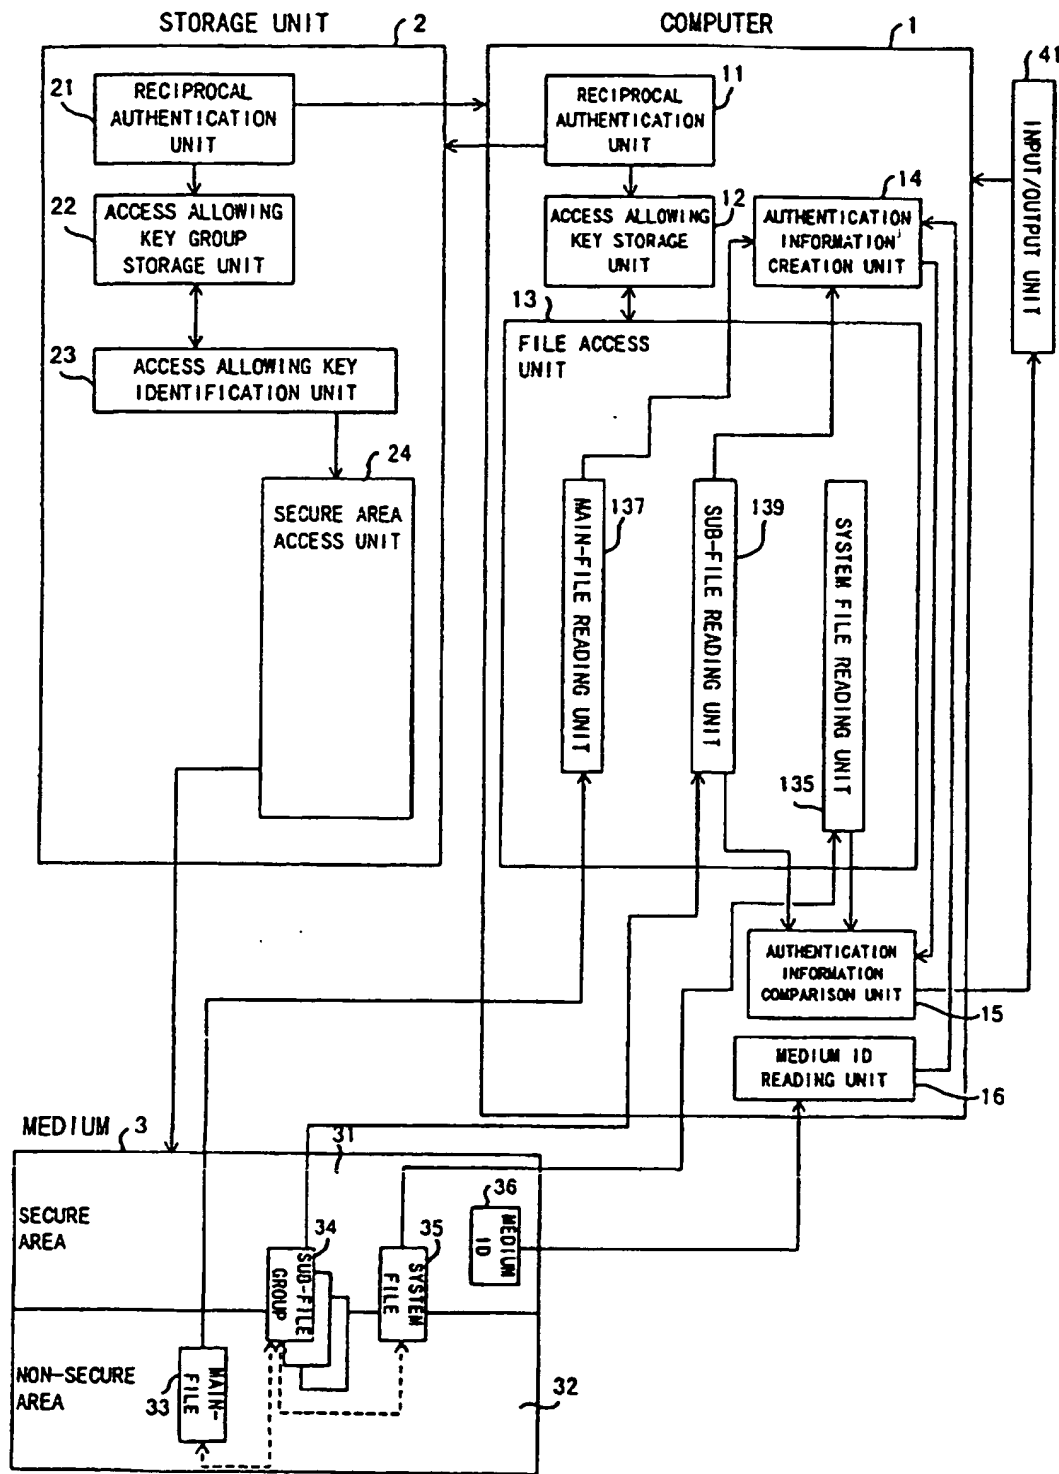 STORAGE UNIT
2
COMPUTER
1
41
21
RECIPROCAL
AUTHENTICATION
UNIT
RECIPROCAL
AUTHENTICATION
UNIT
11
INPUT/OUTPUT UNIT
22
ACCESS ALLOWING
KEY GROUP
STORAGE UNIT
ACCESS ALLOWING
KEY STORAGE
UNIT
12
14
AUTHENTICATION
INFORMATION
CREATION UNIT
13
FILE ACCESS
UNIT
23
ACCESS ALLOWING KEY
IDENTIFICATION UNIT
24
SECURE AREA
ACCESS UNIT
MAIN-FILE READING UNIT
137
SUB-FILE READING UNIT
139
SYSTEM FILE READING UNIT
135
AUTHENTICATION
INFORMATION
COMPARISON UNIT
15
MEDIUM ID
READING UNIT
16
MEDIUM
3
31
SECURE
AREA
34
SUB-FILE
GROUP
35
SYSTEM
FILE
36
MEDIUM
ID
NON-SECURE
AREA
33
MAIN-
FILE
32